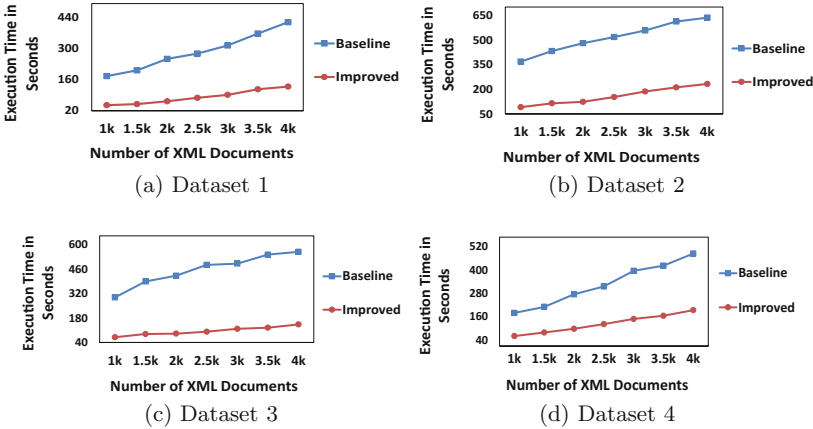 Execution Time in
Seconds
440
300
160
20
1k 1.5k 2k 2.5k 3k 3.5k 4k
Number of XML Documents
Baseline
Improved
(a) Dataset 1
Execution Time in
Seconds
650
500
350
200
50
1k 1.5k 2k 2.5k 3k 3.5k 4k
Number of XML Documents
Baseline
Improved
(b) Dataset 2
Execution Time in
Seconds
600
460
320
180
40
1k 1.5k 2k 2.5k 3k 3.5k 4k
Number of XML Documents
Baseline
Improved
(c) Dataset 3
Execution Time in
Seconds
520
400
280
160
40
1k 1.5k 2k 2.5k 3k 3.5k 4k
Number of XML Documents
Baseline
Improved
(d) Dataset 4